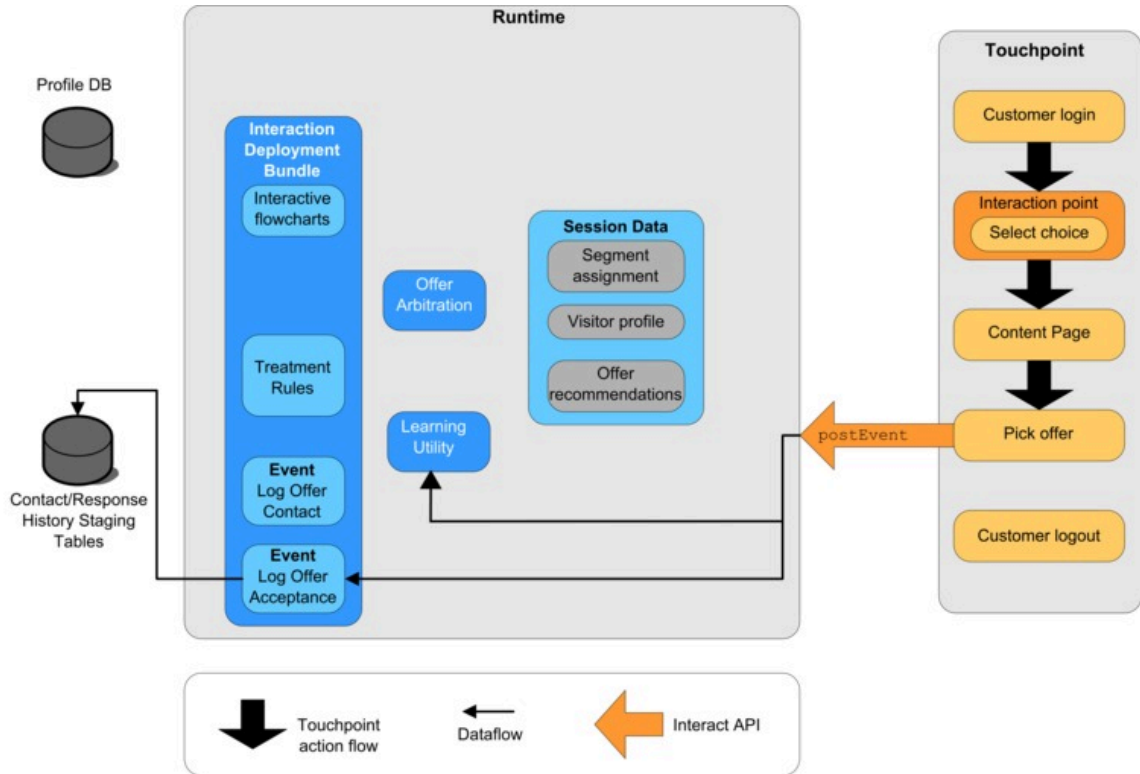 Runtime
Profile DB
Interaction
Deployment
Bundle
Interactive
flowcharts
Offer
Arbitration
Session Data
Segment
assignment
Visitor profile
Offer
recommendations
Treatment
Rules
Learning
Utility
Event
Log Offer
Contact
Event
Log Offer
Acceptance
Contact/Response
History Staging
Tables
Touchpoint
Customer login
Interaction point
Select choice
Content Page
postEvent
Pick offer
Customer logout
Touchpoint
action flow
Dataflow
Interact API